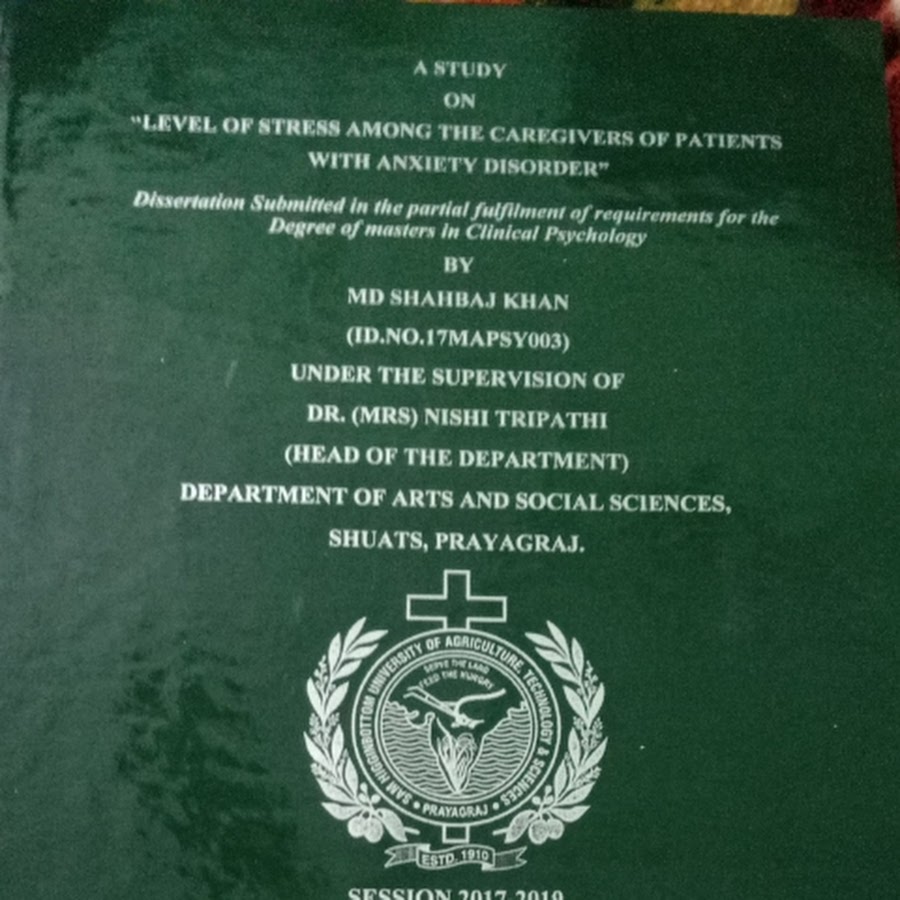 A STUDY
ON
"LEVEL OF STRESS AMONG THE CAREGIVERS OF PATIENTS
WITH ANXIETY DISORDER"
Dissertation Submitted in the partial fulfilment of requirements for the
Degree of masters in Clinical Psychology
BY
MD SHAHBAJ KHAN
(ID.NO.17MAPSY003)
UNDER THE SUPERVISION OF
DR. (MRS) NISHI TRIPATHI
(HEAD OF THE DEPARTMENT)
DEPARTMENT OF ARTS AND SOCIAL SCIENCES,
SHUATS, PRAYAGRAJ.
SAM HIGGINBOTTOM UNIVERSITY OF AGRICULTURE, TECHNOLOGY & SCIENCES
SERVE THE LAND
FEED THE HUNGRY
• PRAYAGRAJ •
ESTD. 1910
SESSION 2017-2019